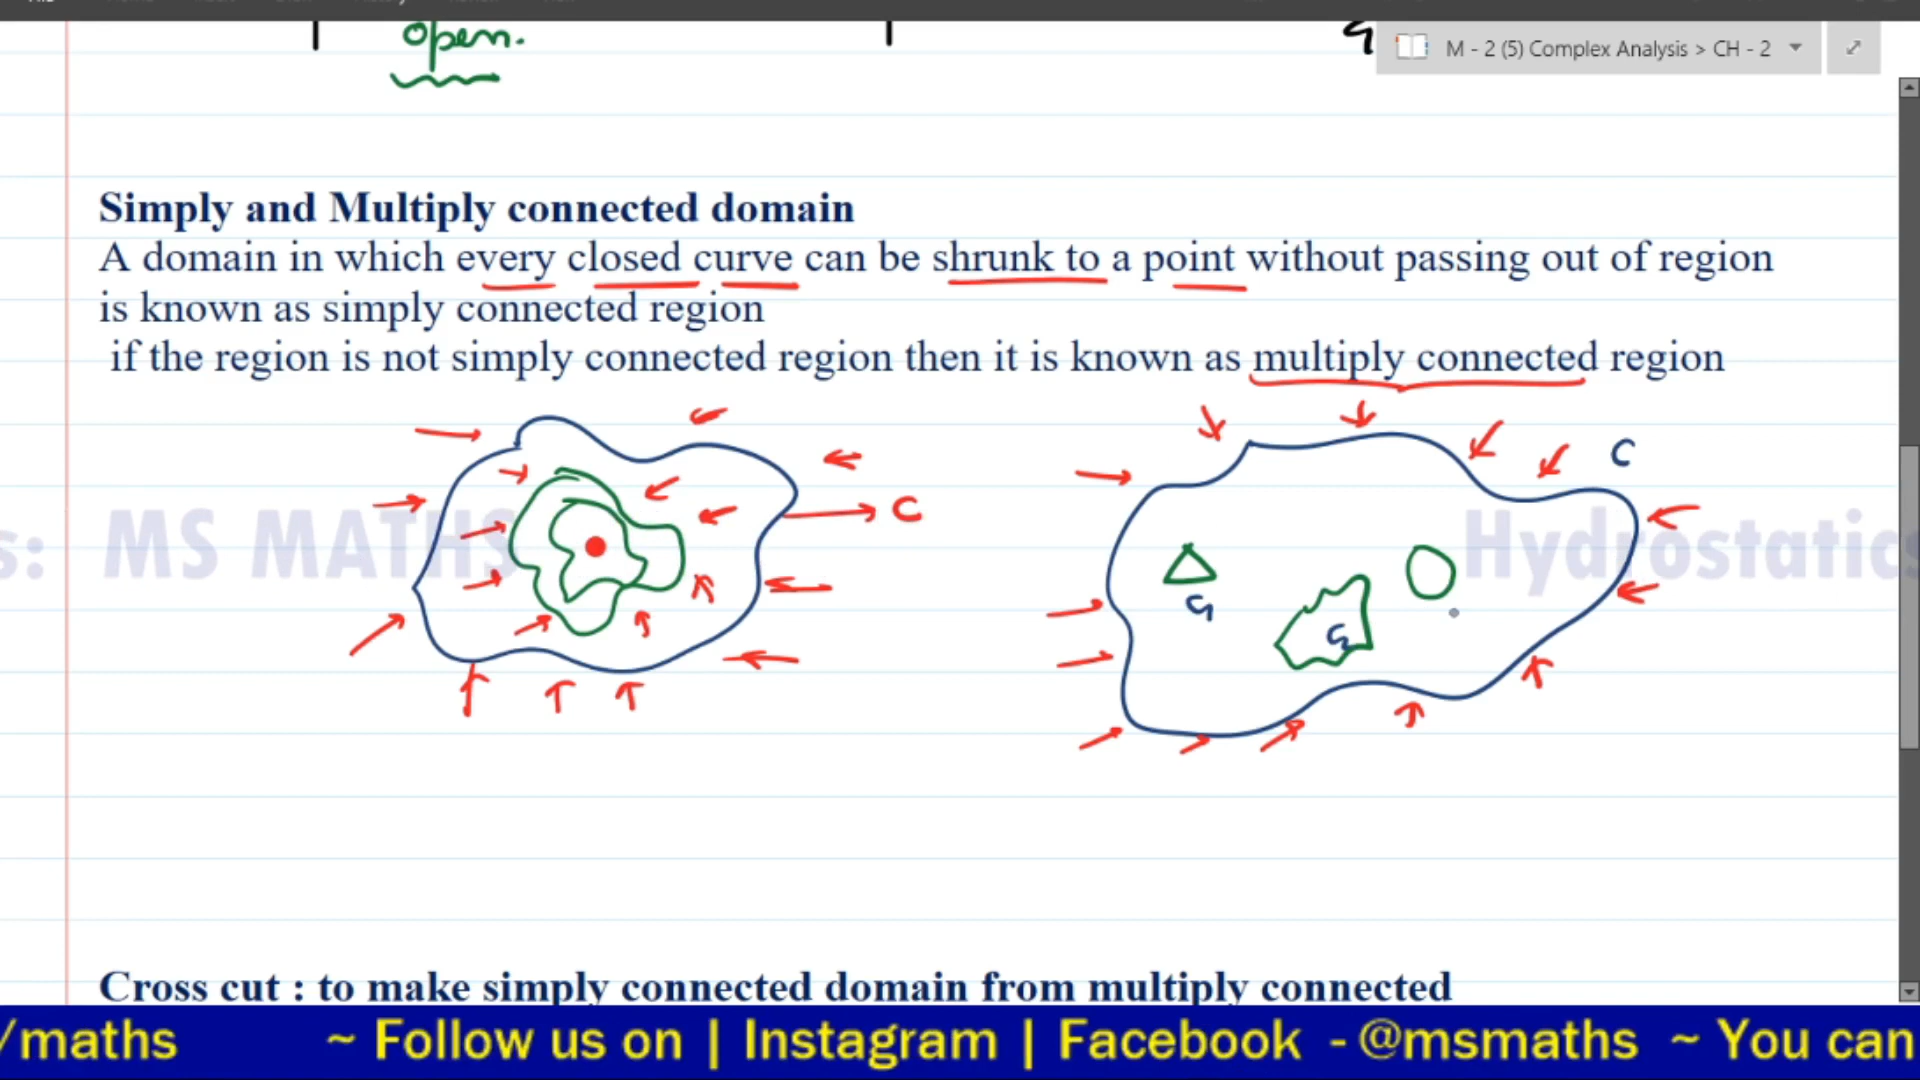 open.
M - 2 (5) Complex Analysis > CH - 2
Simply and Multiply connected domain
A domain in which every closed curve can be shrunk to a point without passing out of region
is known as simply connected region
if the region is not simply connected region then it is known as multiply connected region
C
C
s: MS MATHS
Hydrostatics
Cross cut : to make simply connected domain from multiply connected
/maths ~ Follow us on | Instagram | Facebook - @msmaths ~ You can